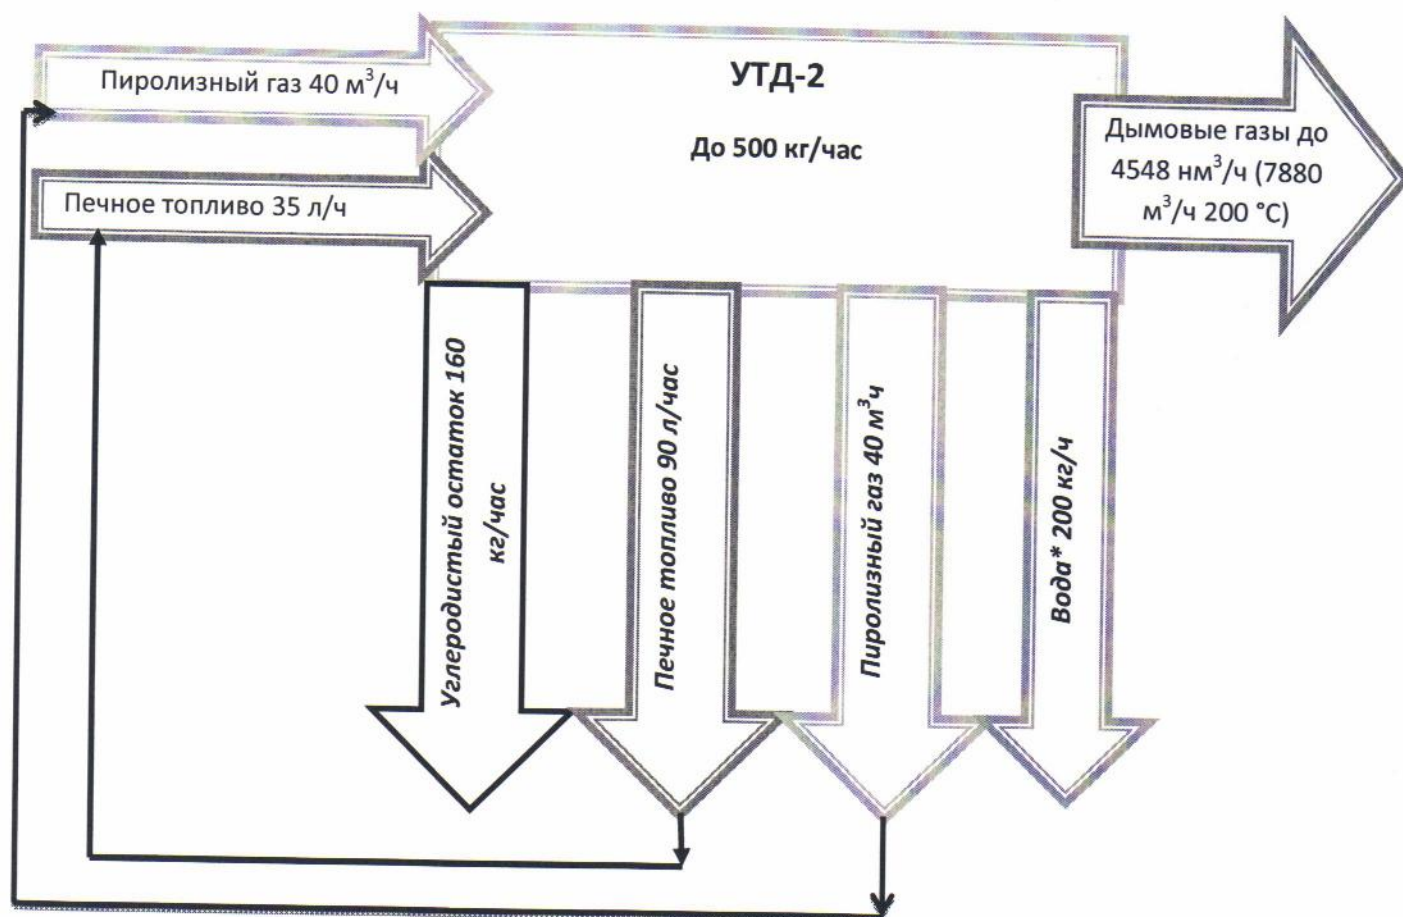 Пиролизный газ 40 м³/ч
Печное топливо 35 л/ч
УТД-2
До 500 кг/час
Дымовые газы до
4548 нм³/ч (7880
м³/ч 200 °С)
Углеродистый остаток 160
кг/час
Печное топливо 90 л/час
Пиролизный газ 40 м³ч
Вода* 200 кг/ч